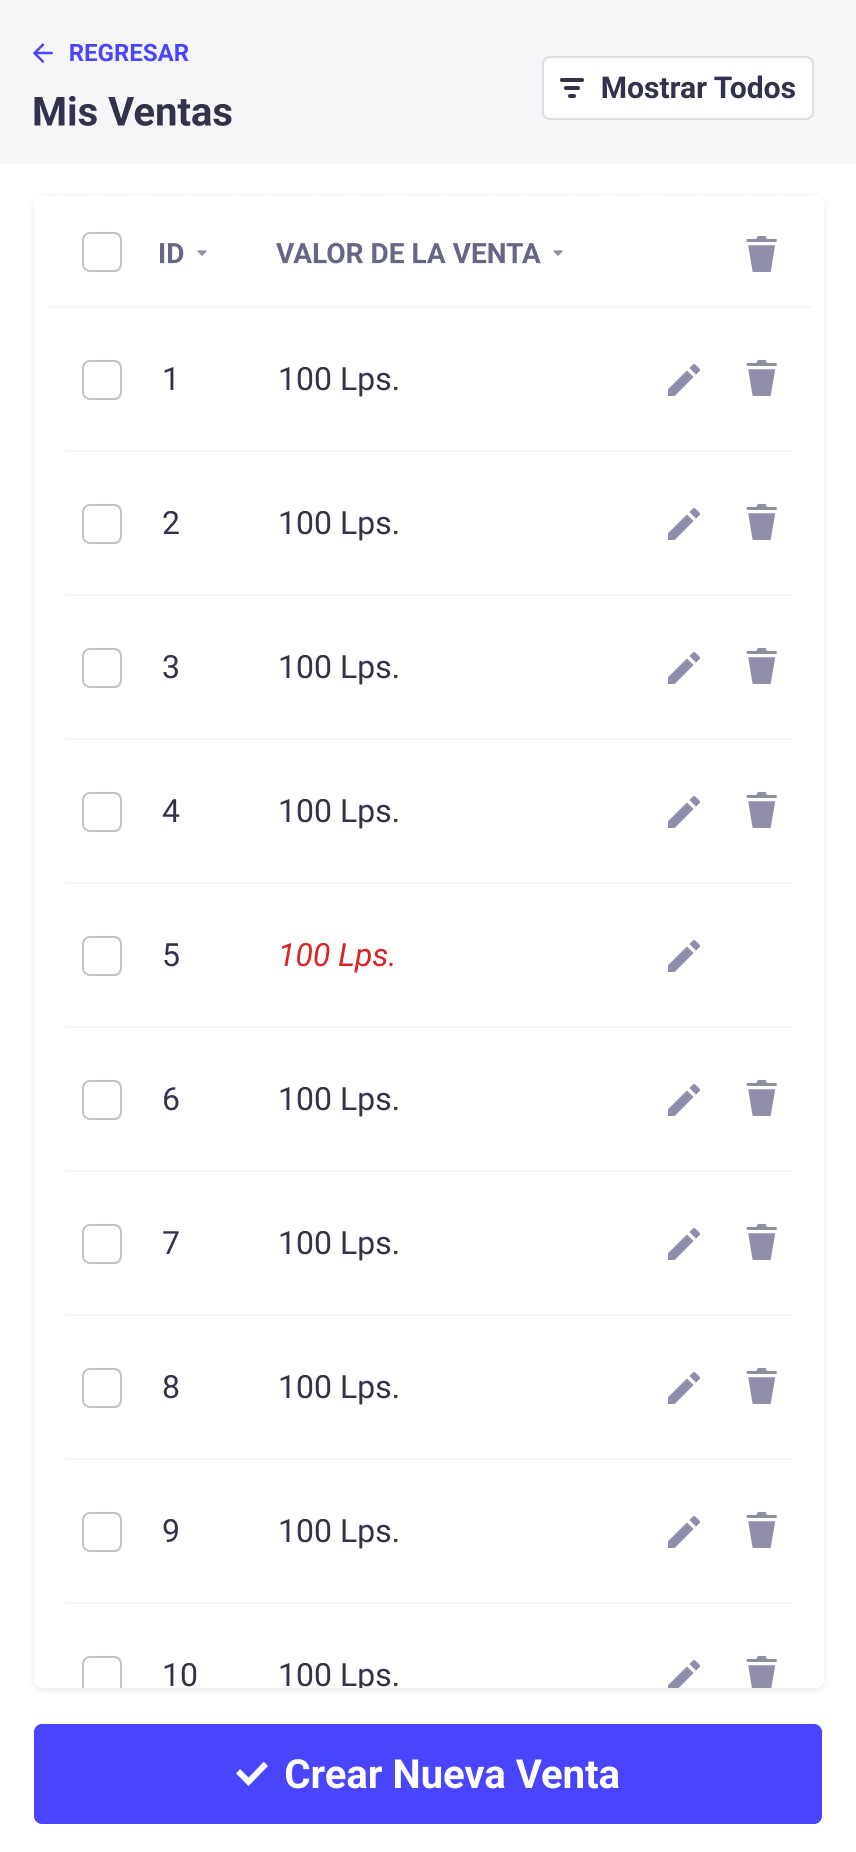 REGRESAR
Mis Ventas
Mostrar Todos
ID VALOR DE LA VENTA
1 100 Lps.
2 100 Lps.
3 100 Lps.
4 100 Lps.
5 100 Lps.
6 100 Lps.
7 100 Lps.
8 100 Lps.
9 100 Lps.
10 100 Lps.
Crear Nueva Venta